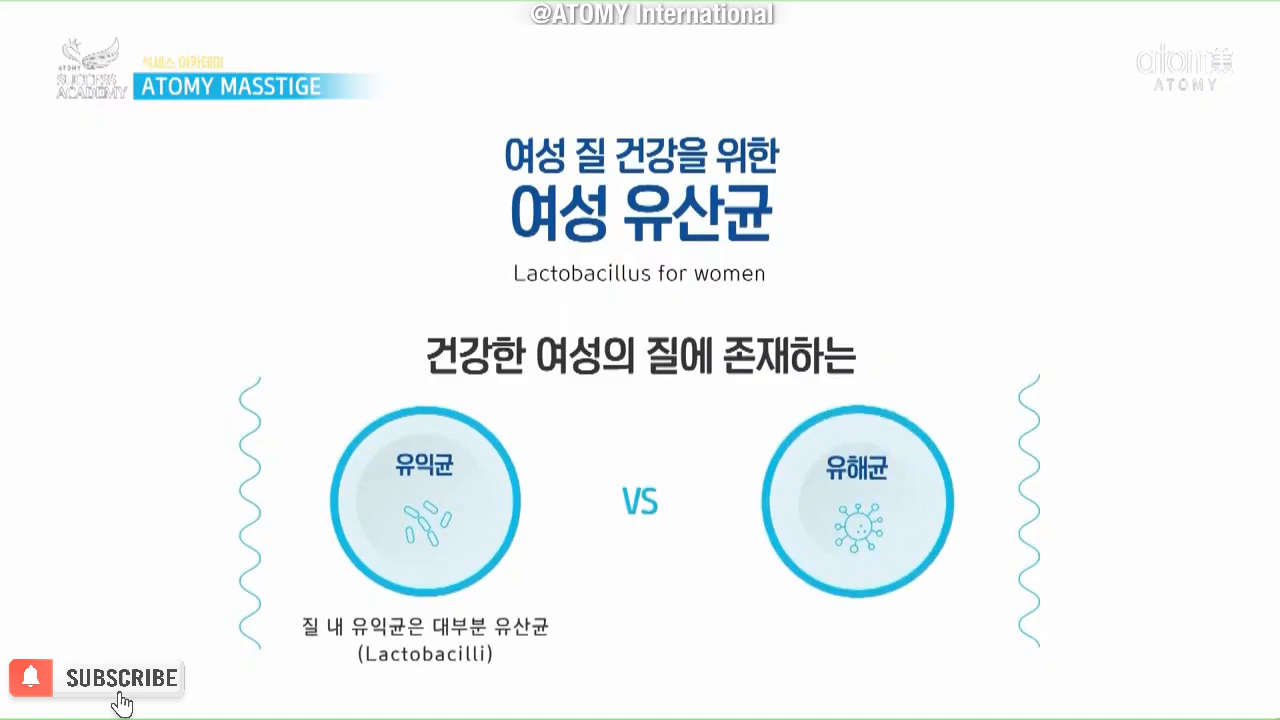 @ATOMY International
ATOMY
SUCCESS
ACADEMY
석세스 아카데미
ATOMY MASSTIGE
atom美
ATOMY
여성 질 건강을 위한
여성 유산균
Lactobacillus for women
건강한 여성의 질에 존재하는
유익균
VS
유해균
질 내 유익균은 대부분 유산균
(Lactobacilli)
SUBSCRIBE